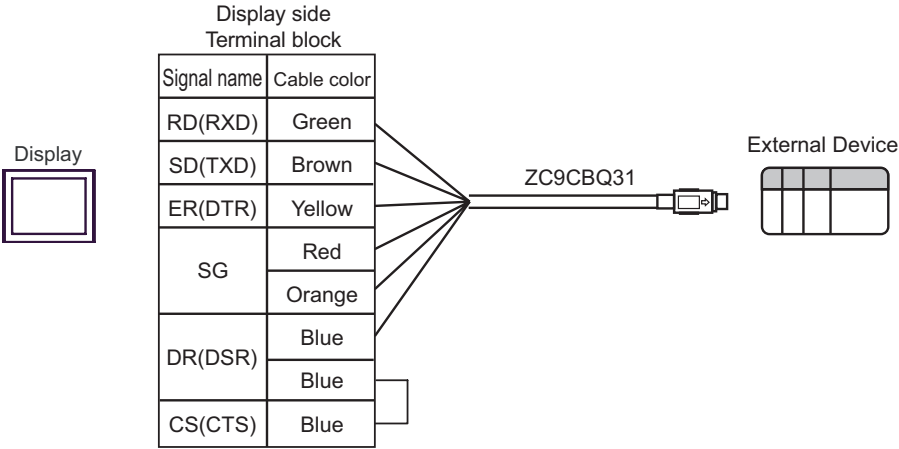 Display side
Terminal block
Signal name Cable color
RD(RXD) Green
SD(TXD) Brown
ER(DTR) Yellow
SG Red
Orange
DR(DSR) Blue
Blue
CS(CTS) Blue
Display
ZC9CBQ31
External Device